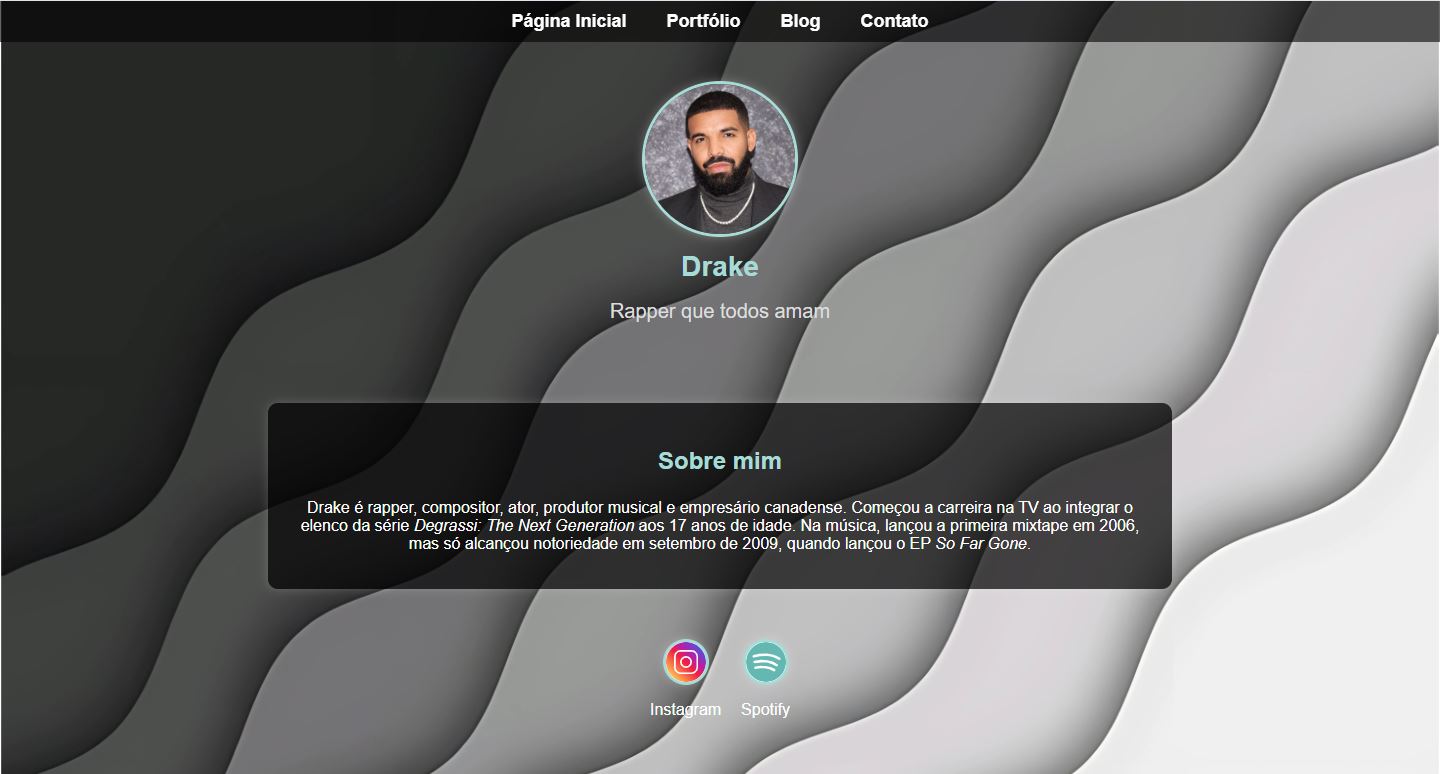 Página Inicial Portfólio Blog Contato
Drake
Rapper que todos amam
Sobre mim
Drake é rapper, compositor, ator, produtor musical e empresário canadense. Começou a carreira na TV ao integrar o
elenco da série Degrassi: The Next Generation aos 17 anos de idade. Na música, lançou a primeira mixtape em 2006,
mas só alcançou notoriedade em setembro de 2009, quando lançou o EP So Far Gone.
Instagram Spotify